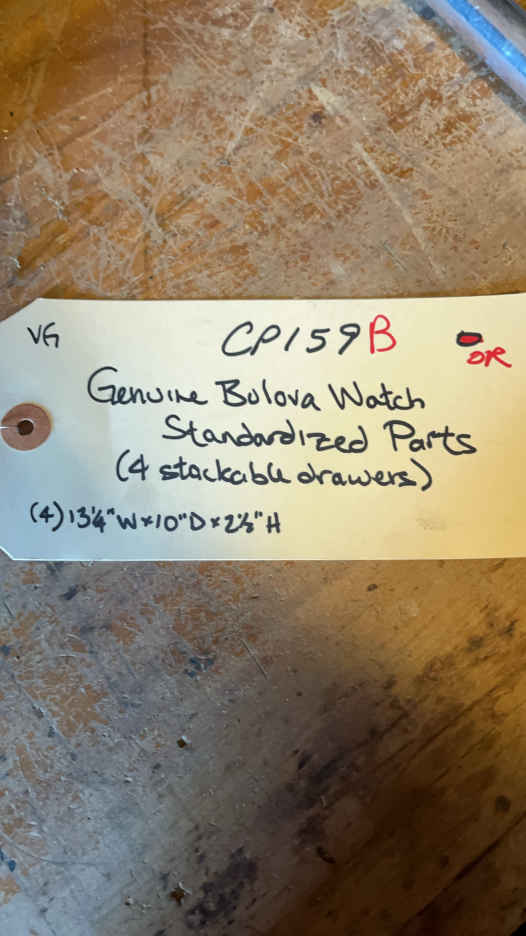 VG
CP159B
OR
Genuine Bulova Watch
Standardized Parts
(4 stackable drawers)
(4) 13¼"W x 10"D x 2½"H